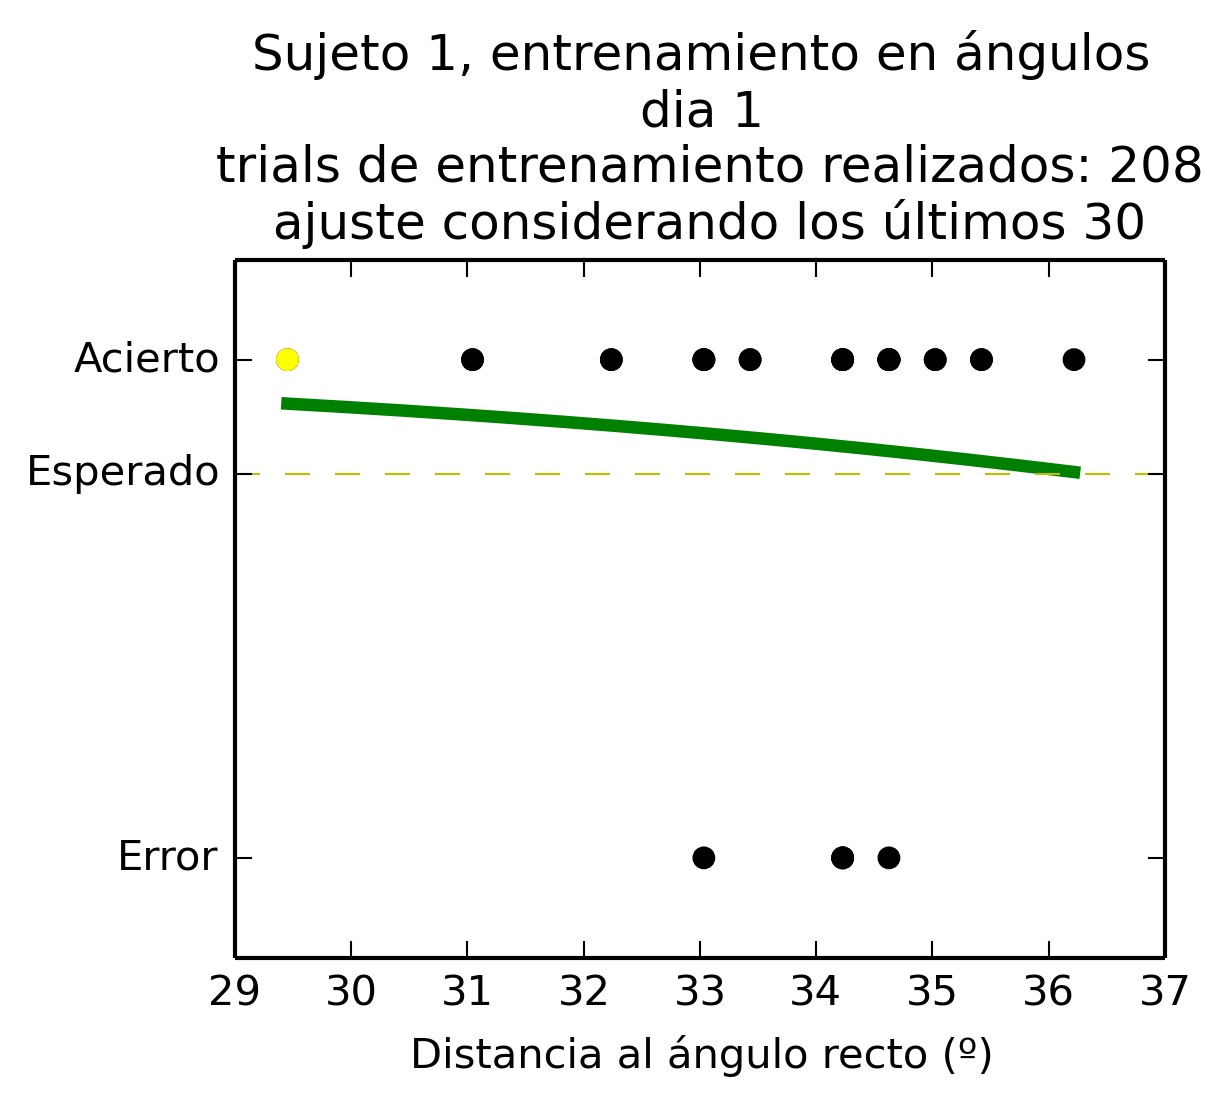 Sujeto 1, entrenamiento en ángulos
dia 1
trials de entrenamiento realizados: 208
ajuste considerando los últimos 30
Acierto
Esperado
Error
29 30 31 32 33 34 35 36 37
Distancia al ángulo recto (º)